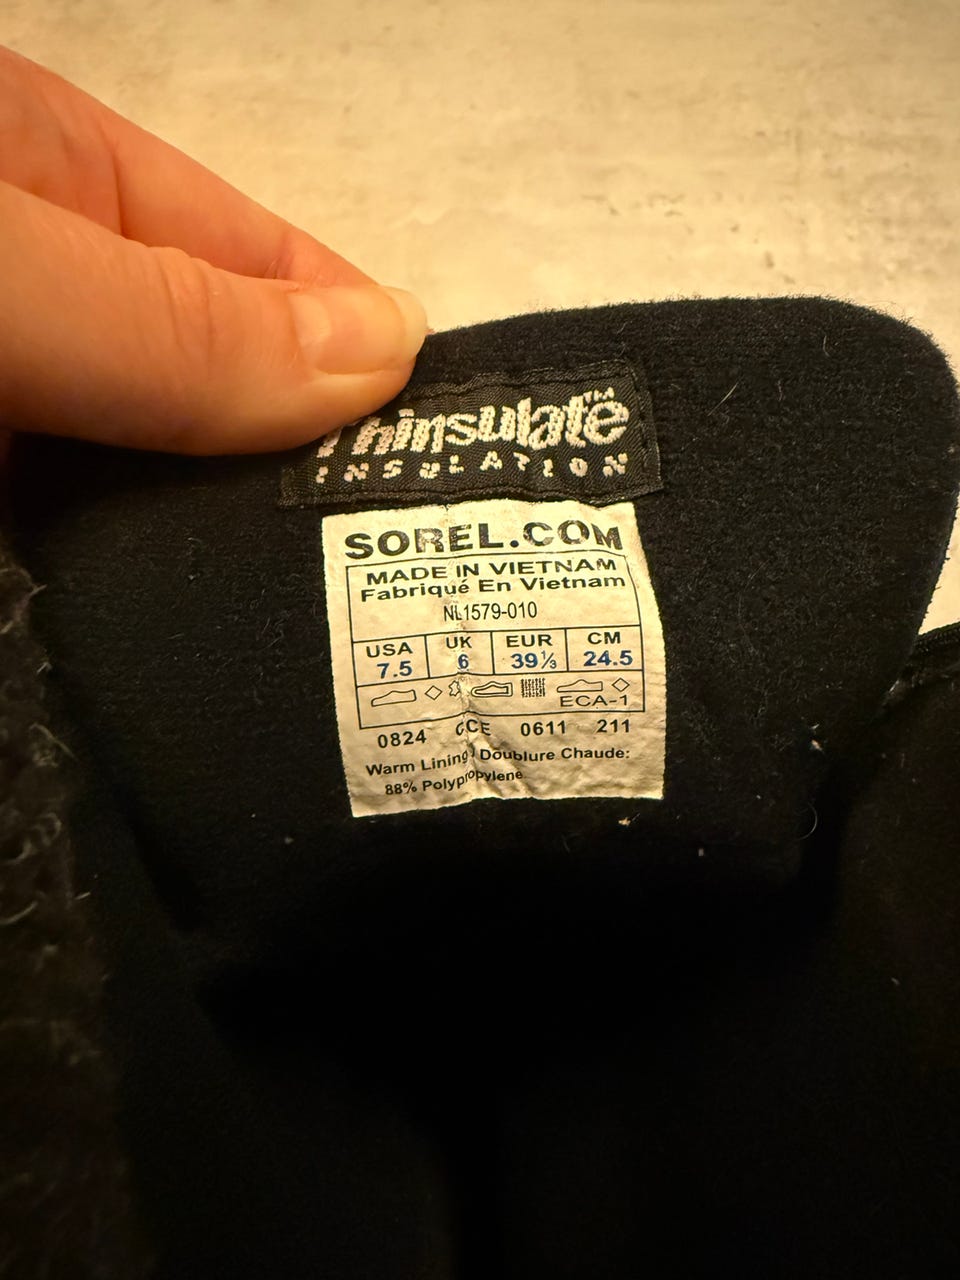 Thinsulate™
INSULATION
SOREL.COM
MADE IN VIETNAM
Fabriqué En Vietnam
NL1579-010
USA UK EUR CM
7.5 6 39⅓ 24.5
ECA-1
0824 CCE 0611 211
Warm Lining / Doublure Chaude:
88% Polypropylene